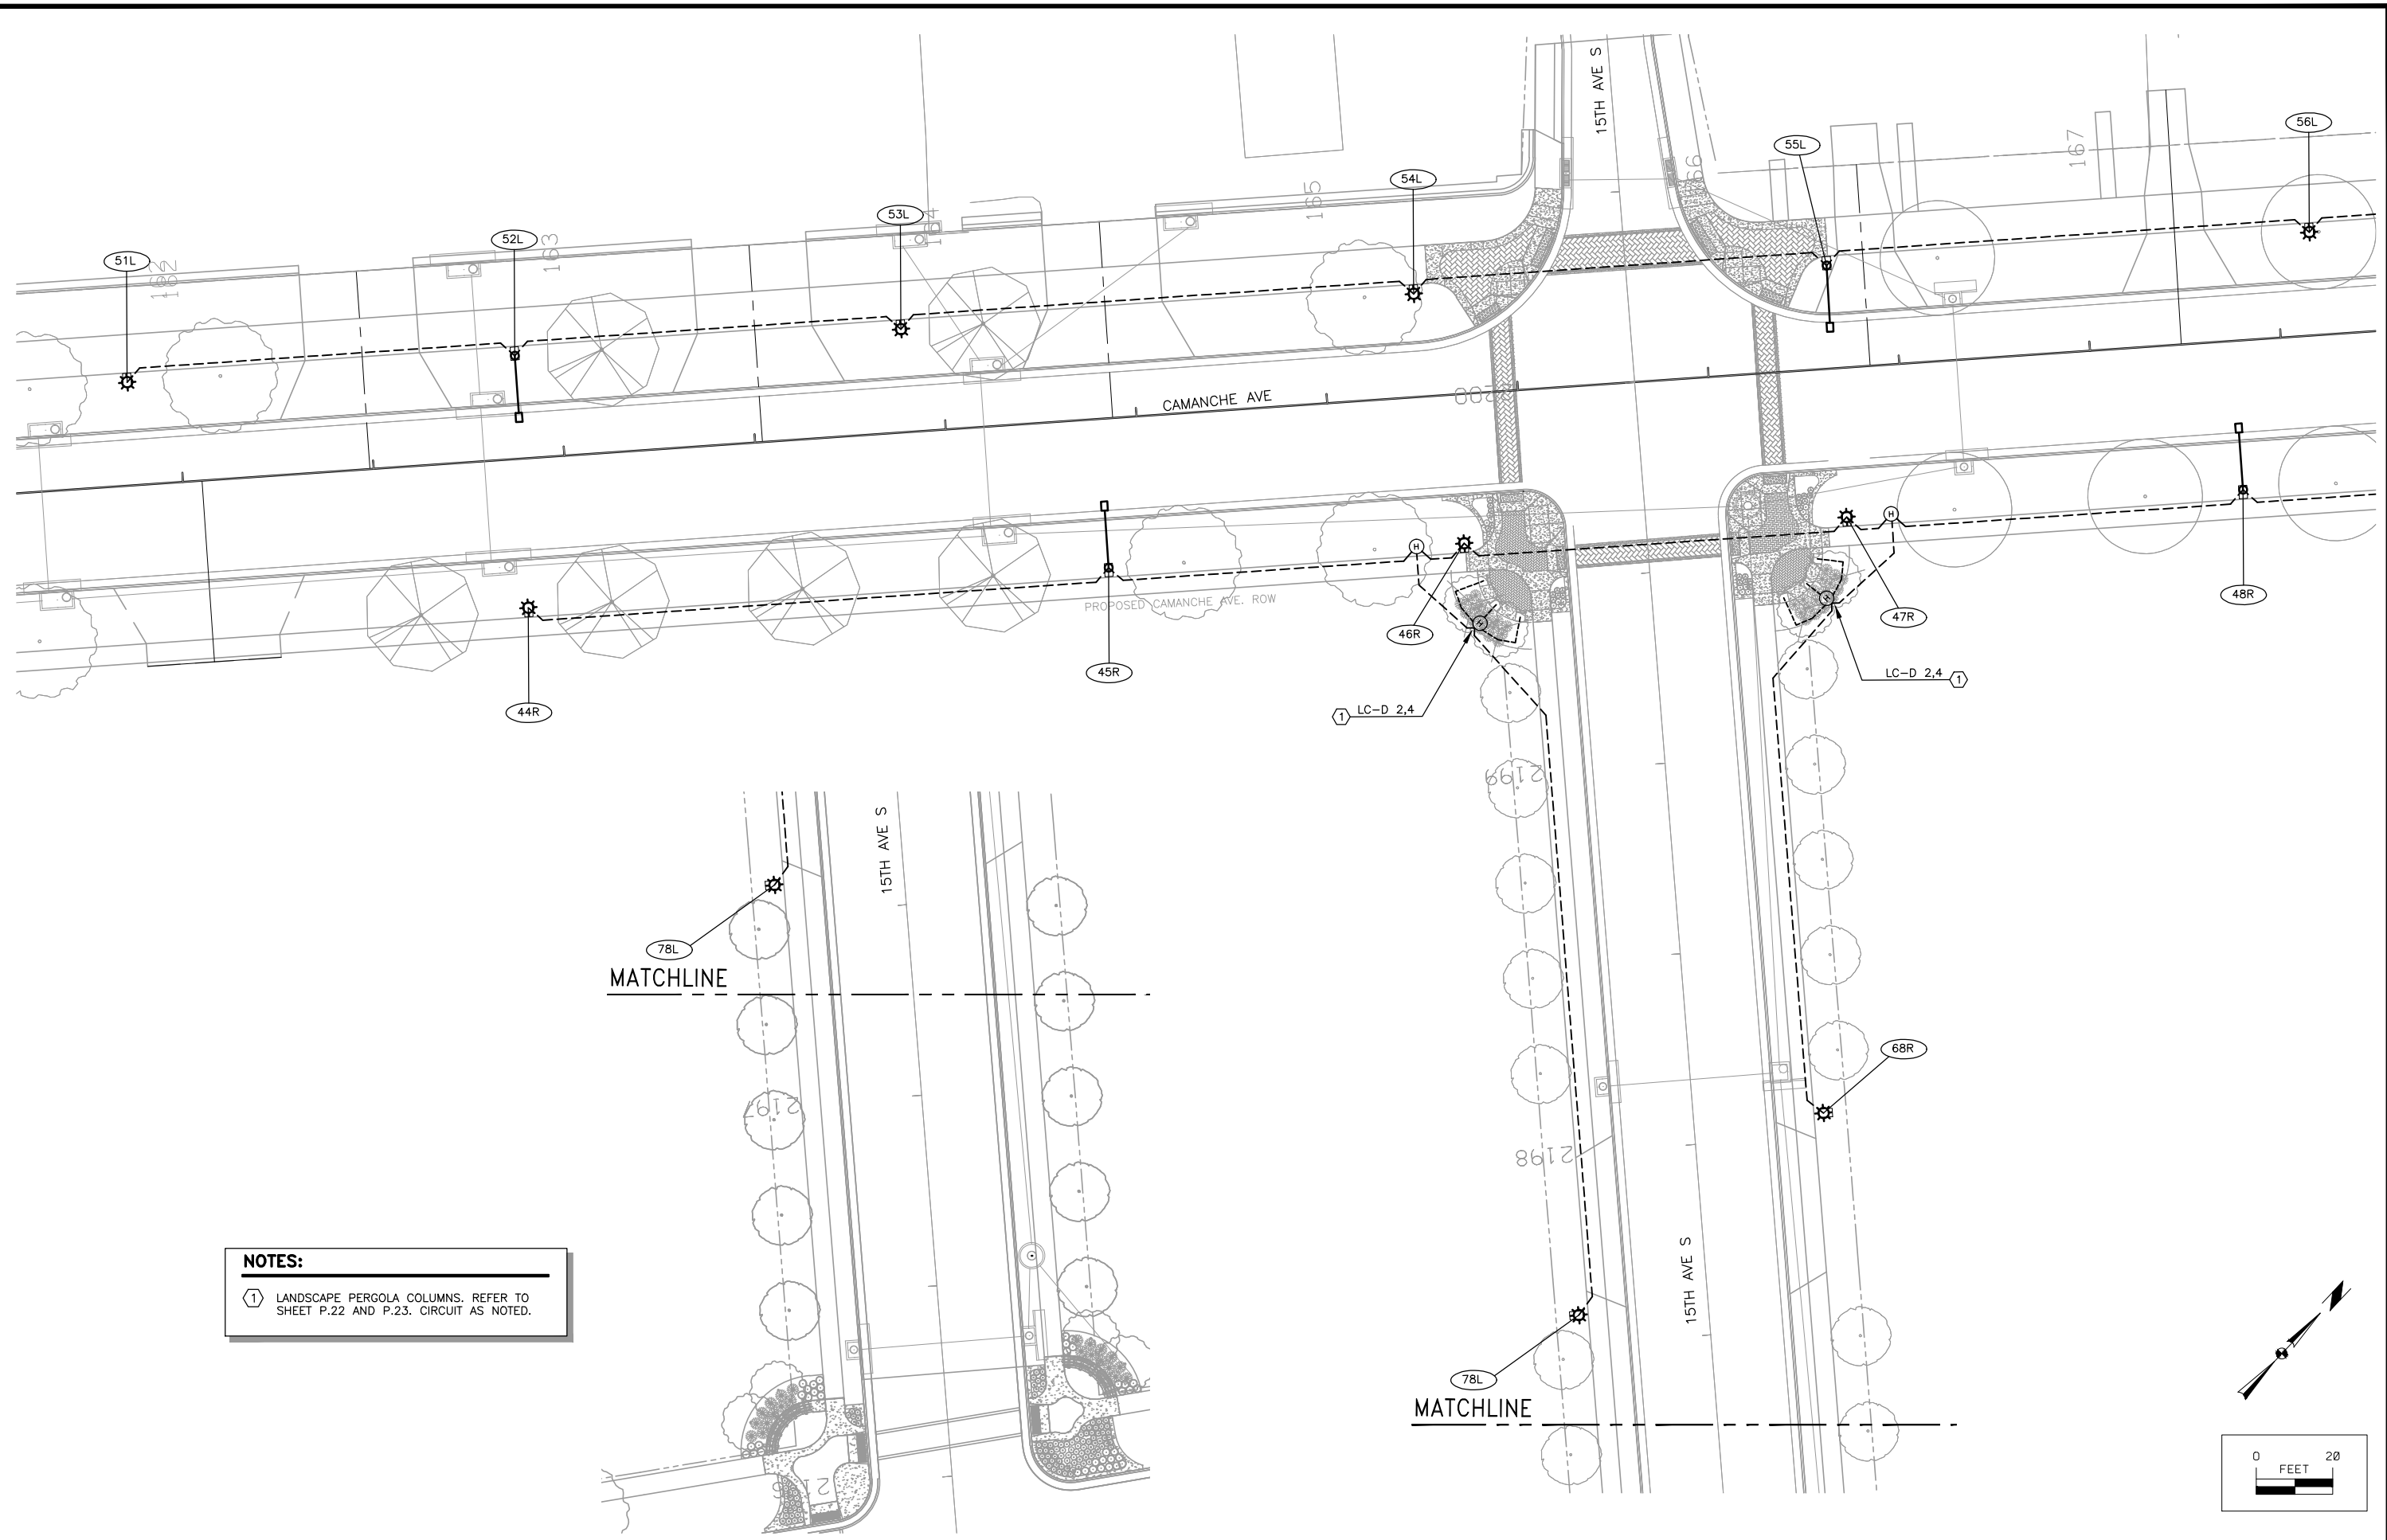 15TH AVE S
56L
55L
167
166
54L
165
53L
52L
163
51L
162
CAMANCHE AVE
2200
H
H
PROPOSED CAMANCHE AVE. ROW
46R
H
H
47R
48R
45R
44R
LC-D 2,4
1
1
LC-D 2,4
2199
15TH AVE S
78L
MATCHLINE
68R
2197
2198
15TH AVE S
NOTES:
1 LANDSCAPE PERGOLA COLUMNS. REFER TO
SHEET P.22 AND P.23. CIRCUIT AS NOTED.
78L
MATCHLINE
0 20
FEET